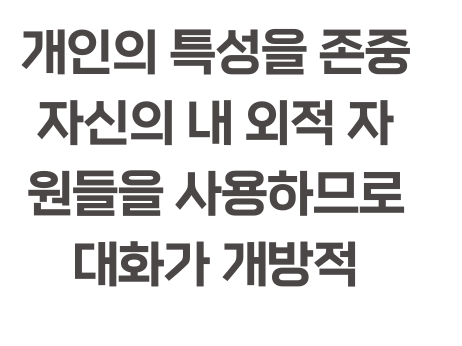 개인의 특성을 존중
자신의 내 외적 자
원들을 사용하므로
대화가 개방적